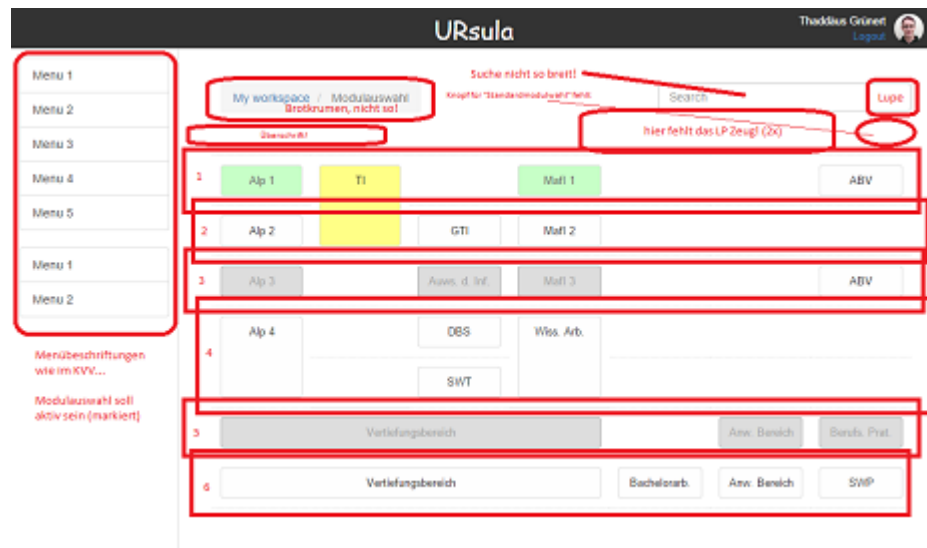 URsula
Thaddäus Grünert
Logout
Menu 1
Menu 2
Menu 3
Menu 4
Menu 5
Menu 1
Menu 2
Menübeschriftungen
wie im KVV...
Modulauswahl soll
aktiv sein (markiert)
Suche nicht so breit!
My workspace / Modulauswahl
Brotkrumen, nicht so!
Knopf für "Standardmodulwahl" fehlt
Search
Lupe
Überschrift!
hier fehlt das LP Zeug! (2x)
1
Alp 1
TI
MafI 1
ABV
2
Alp 2
GTI
MafI 2
3
Alp 3
Ausw. d. Inf.
MafI 3
ABV
4
Alp 4
DBS
Wiss. Arb.
SWT
5
Vertiefungsbereich
Anw. Bereich
Berufs. Prat.
6
Vertiefungsbereich
Bachelorarb.
Anw. Bereich
SWP